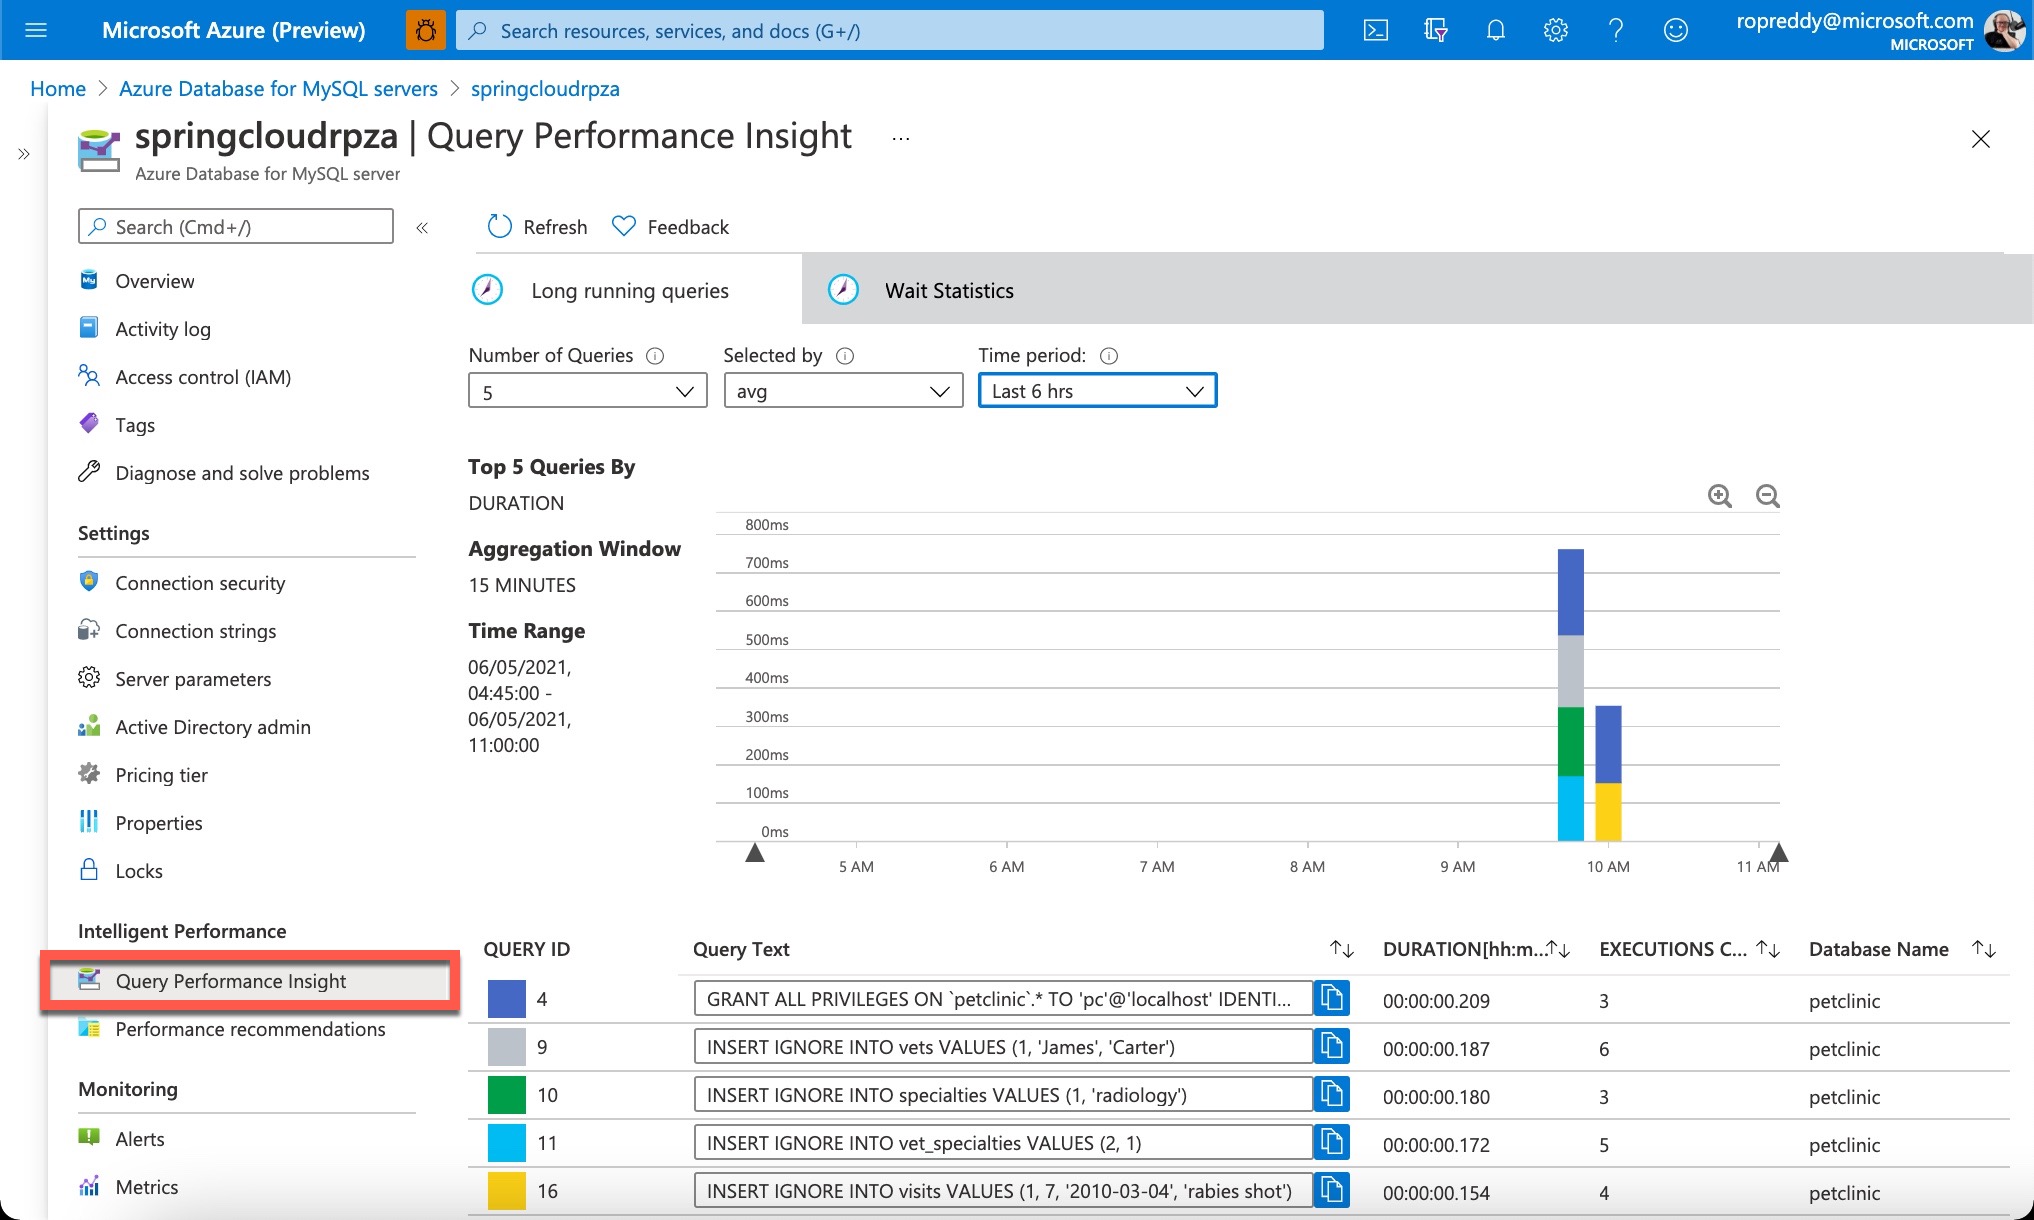 Microsoft Azure (Preview)
Search resources, services, and docs (G+/)
ropreddy@microsoft.com
MICROSOFT
Home > Azure Database for MySQL servers > springcloudrpza
springcloudrpza | Query Performance Insight ...
Azure Database for MySQL server
Search (Cmd+/)
Overview
Activity log
Access control (IAM)
Tags
Diagnose and solve problems
Settings
Connection security
Connection strings
Server parameters
Active Directory admin
Pricing tier
Properties
Locks
Intelligent Performance
Query Performance Insight
Performance recommendations
Monitoring
Alerts
Metrics
Refresh
Feedback
Long running queries
Wait Statistics
Number of Queries
Selected by
Time period:
5
avg
Last 6 hrs
Top 5 Queries By
DURATION
Aggregation Window
15 MINUTES
Time Range
06/05/2021,
04:45:00 -
06/05/2021,
11:00:00
800ms
700ms
600ms
500ms
400ms
300ms
200ms
100ms
0ms
5 AM 6 AM 7 AM 8 AM 9 AM 10 AM 11 AM
QUERY ID Query Text DURATION[hh:m... EXECUTIONS C... Database Name
4 GRANT ALL PRIVILEGES ON `petclinic`.* TO 'pc'@'localhost' IDENTI... 00:00:00.209 3 petclinic
9 INSERT IGNORE INTO vets VALUES (1, 'James', 'Carter') 00:00:00.187 6 petclinic
10 INSERT IGNORE INTO specialties VALUES (1, 'radiology') 00:00:00.180 3 petclinic
11 INSERT IGNORE INTO vet_specialties VALUES (2, 1) 00:00:00.172 5 petclinic
16 INSERT IGNORE INTO visits VALUES (1, 7, '2010-03-04', 'rabies shot') 00:00:00.154 4 petclinic